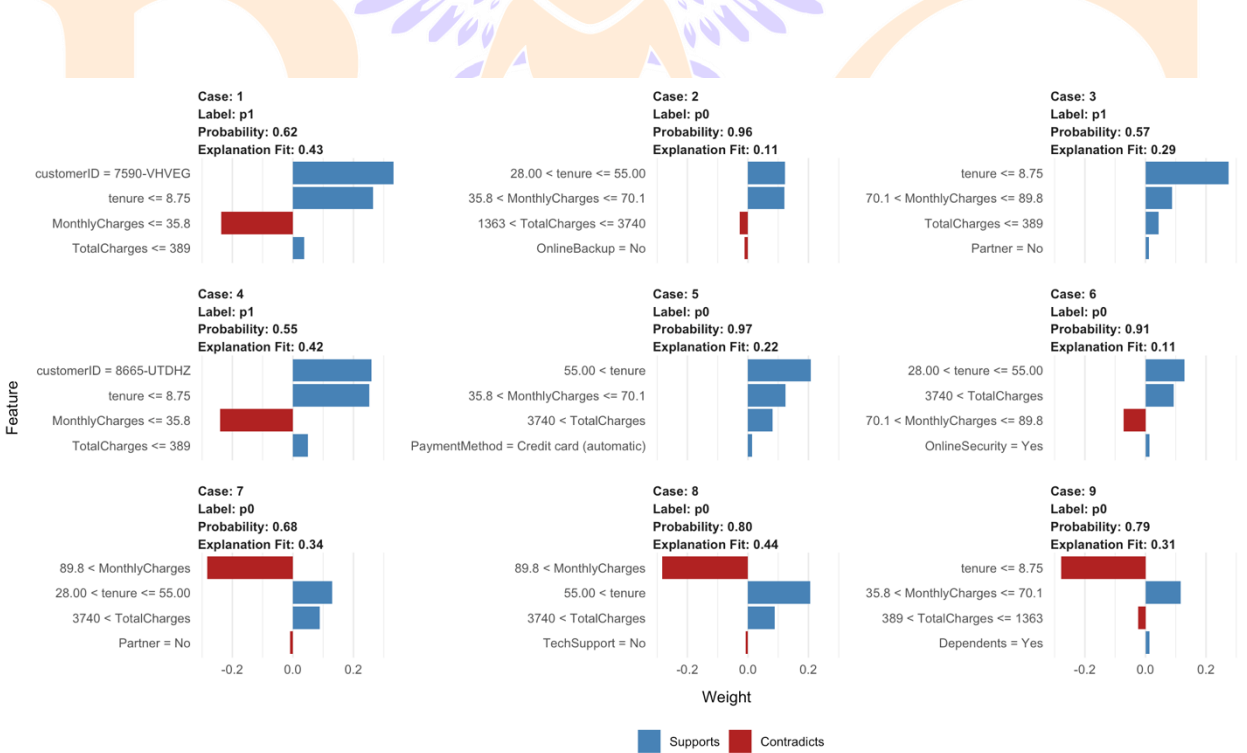 Case: 1
Label: p1
Probability: 0.62
Explanation Fit: 0.43
customerID = 7590-VHVEG
tenure <= 8.75
MonthlyCharges <= 35.8
TotalCharges <= 389
Case: 2
Label: p0
Probability: 0.96
Explanation Fit: 0.11
28.00 < tenure <= 55.00
35.8 < MonthlyCharges <= 70.1
1363 < TotalCharges <= 3740
OnlineBackup = No
Case: 3
Label: p1
Probability: 0.57
Explanation Fit: 0.29
tenure <= 8.75
70.1 < MonthlyCharges <= 89.8
TotalCharges <= 389
Partner = No
Case: 4
Label: p1
Probability: 0.55
Explanation Fit: 0.42
customerID = 8665-UTDHZ
tenure <= 8.75
MonthlyCharges <= 35.8
TotalCharges <= 389
Case: 5
Label: p0
Probability: 0.97
Explanation Fit: 0.22
55.00 < tenure
35.8 < MonthlyCharges <= 70.1
3740 < TotalCharges
PaymentMethod = Credit card (automatic)
Case: 6
Label: p0
Probability: 0.91
Explanation Fit: 0.11
28.00 < tenure <= 55.00
3740 < TotalCharges
70.1 < MonthlyCharges <= 89.8
OnlineSecurity = Yes
Feature
Case: 7
Label: p0
Probability: 0.68
Explanation Fit: 0.34
89.8 < MonthlyCharges
28.00 < tenure <= 55.00
3740 < TotalCharges
Partner = No
-0.2 0.0 0.2
Case: 8
Label: p0
Probability: 0.80
Explanation Fit: 0.44
89.8 < MonthlyCharges
55.00 < tenure
3740 < TotalCharges
TechSupport = No
-0.2 0.0 0.2
Case: 9
Label: p0
Probability: 0.79
Explanation Fit: 0.31
tenure <= 8.75
35.8 < MonthlyCharges <= 70.1
389 < TotalCharges <= 1363
Dependents = Yes
-0.2 0.0 0.2
Weight
Supports Contradicts